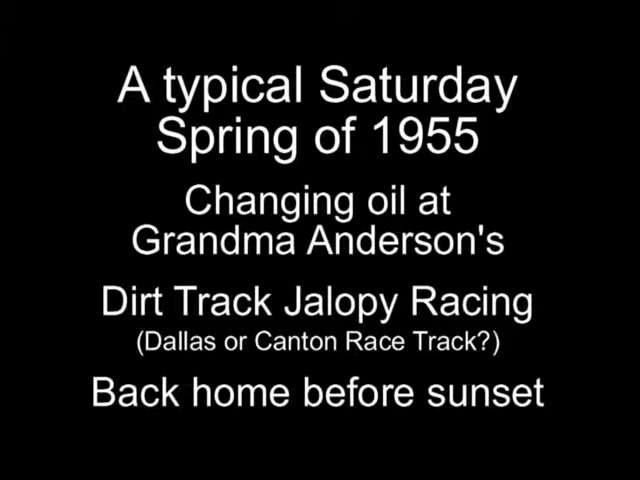 A typical Saturday
Spring of 1955
Changing oil at
Grandma Anderson's
Dirt Track Jalopy Racing
(Dallas or Canton Race Track?)
Back home before sunset